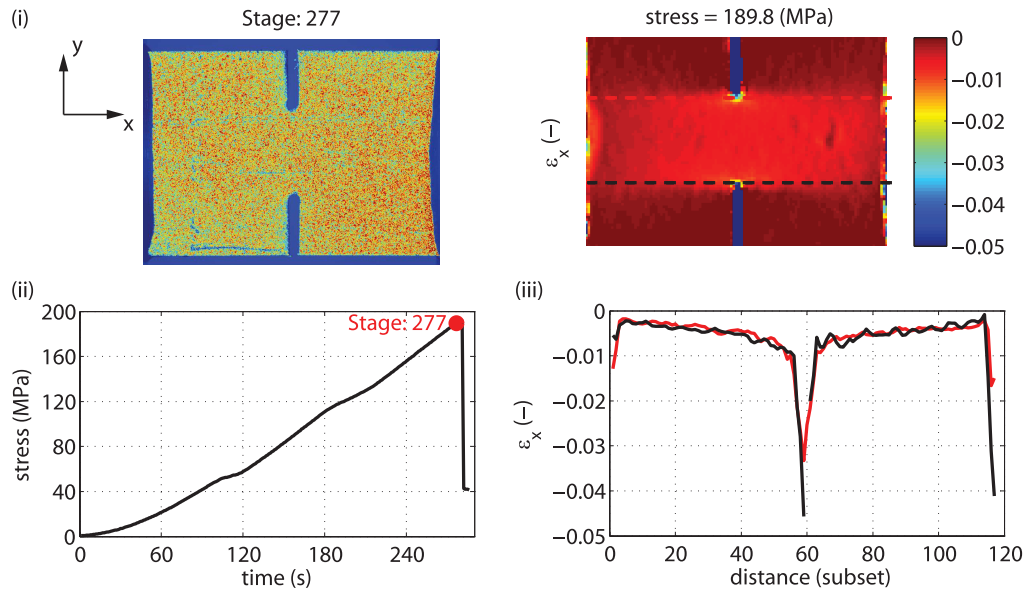 (i)
Stage: 277
y
x
stress = 189.8 (MPa)
εx (–)
0
−0.01
−0.02
−0.03
−0.04
−0.05
(ii)
stress (MPa)
200
160
120
80
40
0
Stage: 277
0 60 120 180 240
time (s)
(iii)
εx (–)
0
−0.01
−0.02
−0.03
−0.04
−0.05
0 20 40 60 80 100 120
distance (subset)